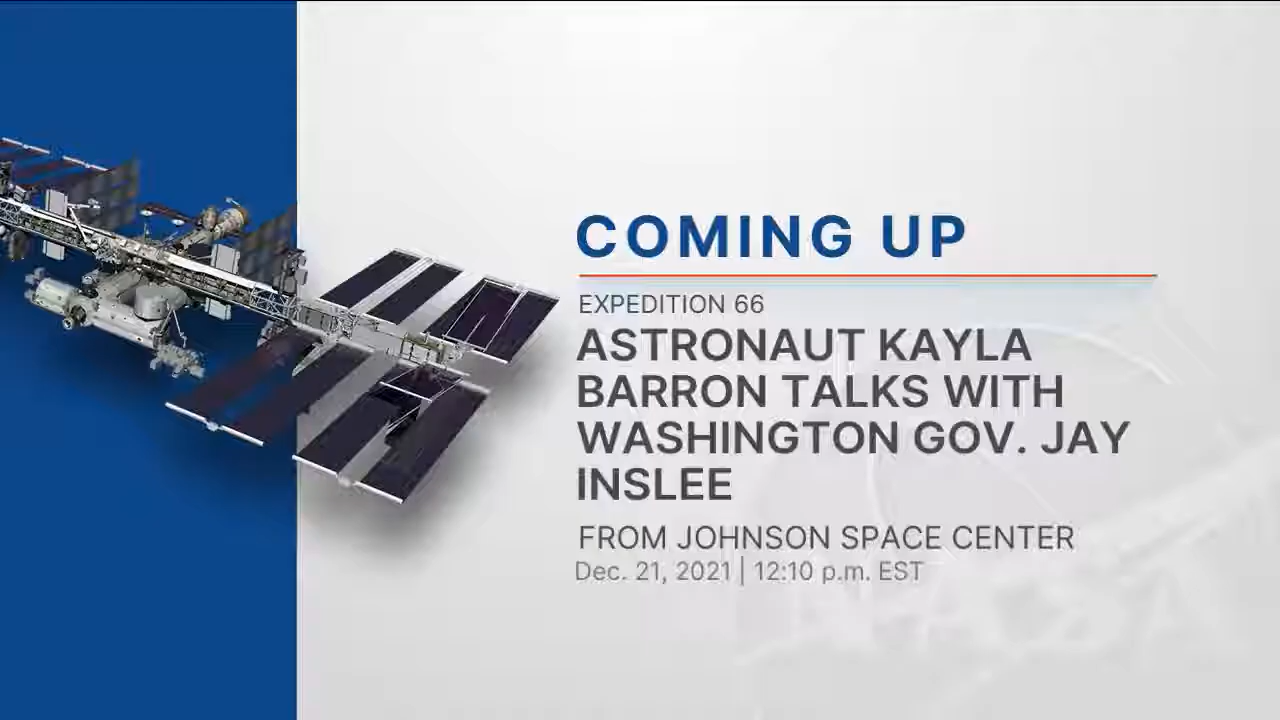 COMING UP
EXPEDITION 66
ASTRONAUT KAYLA
BARRON TALKS WITH
WASHINGTON GOV. JAY
INSLEE
FROM JOHNSON SPACE CENTER
Dec. 21, 2021 | 12:10 p.m. EST
NASA